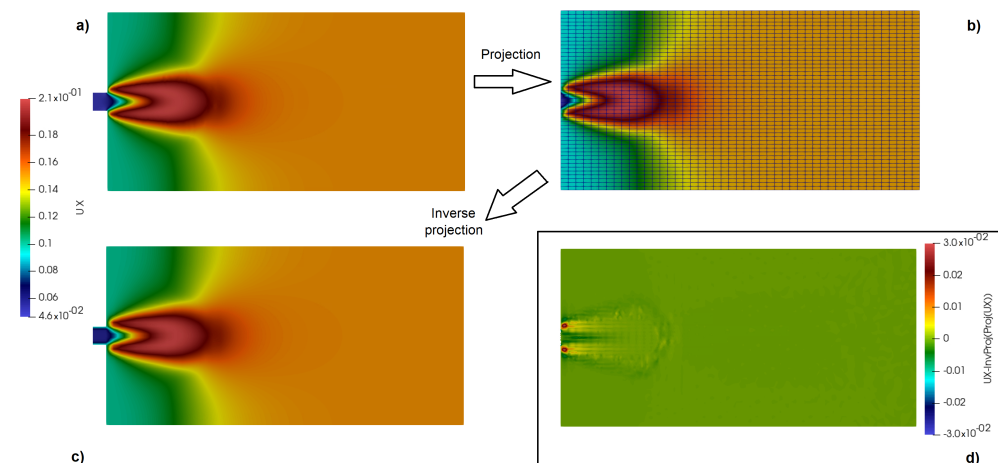 a)
Projection
b)
2.1x10⁻⁰¹
0.18
0.16
0.14
0.12
0.1
0.08
0.06
4.6x10⁻⁰²
UX
Inverse
projection
c)
3.0x10⁻⁰²
0.02
0.01
0
-0.01
-0.02
-3.0x10⁻⁰²
UX-InvProj(Proj(UX))
d)